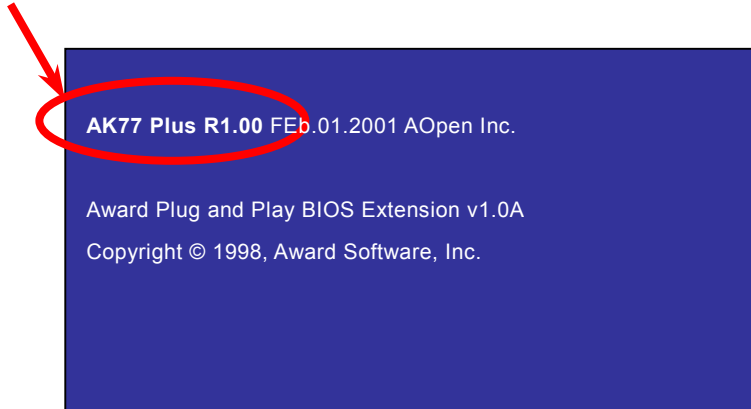 AK77 Plus R1.00 FEb.01.2001 AOpen Inc.
Award Plug and Play BIOS Extension v1.0A
Copyright © 1998, Award Software, Inc.